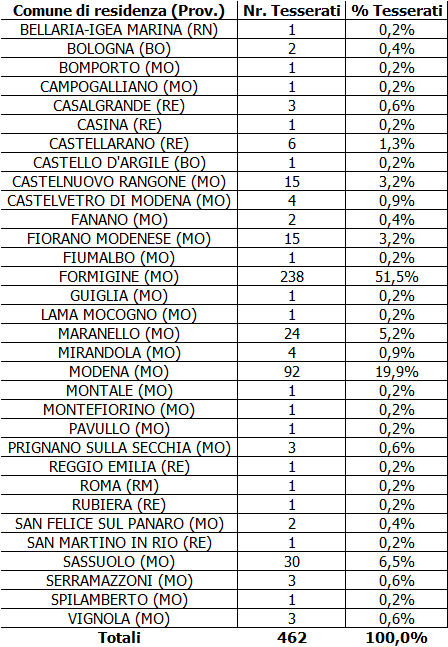 Comune di residenza (Prov.) Nr. Tesserati % Tesserati
BELLARIA-IGEA MARINA (RN) 1 0,2%
BOLOGNA (BO) 2 0,4%
BOMPORTO (MO) 1 0,2%
CAMPOGALLIANO (MO) 1 0,2%
CASALGRANDE (RE) 3 0,6%
CASINA (RE) 1 0,2%
CASTELLARANO (RE) 6 1,3%
CASTELLO D'ARGILE (BO) 1 0,2%
CASTELNUOVO RANGONE (MO) 15 3,2%
CASTELVETRO DI MODENA (MO) 4 0,9%
FANANO (MO) 2 0,4%
FIORANO MODENESE (MO) 15 3,2%
FIUMALBO (MO) 1 0,2%
FORMIGINE (MO) 238 51,5%
GUIGLIA (MO) 1 0,2%
LAMA MOCOGNO (MO) 1 0,2%
MARANELLO (MO) 24 5,2%
MIRANDOLA (MO) 4 0,9%
MODENA (MO) 92 19,9%
MONTALE (MO) 1 0,2%
MONTEFIORINO (MO) 1 0,2%
PAVULLO (MO) 1 0,2%
PRIGNANO SULLA SECCHIA (MO) 3 0,6%
REGGIO EMILIA (RE) 1 0,2%
ROMA (RM) 1 0,2%
RUBIERA (RE) 1 0,2%
SAN FELICE SUL PANARO (MO) 2 0,4%
SAN MARTINO IN RIO (RE) 1 0,2%
SASSUOLO (MO) 30 6,5%
SERRAMAZZONI (MO) 3 0,6%
SPILAMBERTO (MO) 1 0,2%
VIGNOLA (MO) 3 0,6%
Totali 462 100,0%